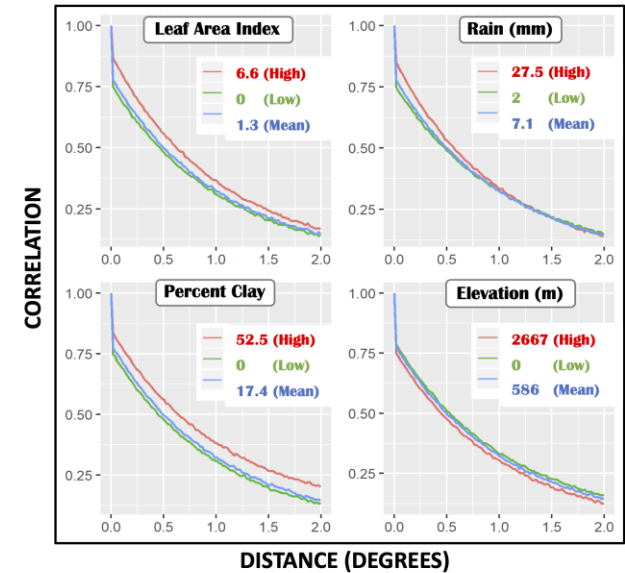 Leaf Area Index
1.00
0.75
0.50
0.25
6.6 (High)
0 (Low)
1.3 (Mean)
0.0 0.5 1.0 1.5 2.0
Rain (mm)
1.00
0.75
0.50
0.25
27.5 (High)
2 (Low)
7.1 (Mean)
0.0 0.5 1.0 1.5 2.0
CORRELATION
Percent Clay
1.00
0.75
0.50
0.25
52.5 (High)
0 (Low)
17.4 (Mean)
0.0 0.5 1.0 1.5 2.0
Elevation (m)
1.00
0.75
0.50
0.25
2667 (High)
0 (Low)
586 (Mean)
0.0 0.5 1.0 1.5 2.0
DISTANCE (DEGREES)